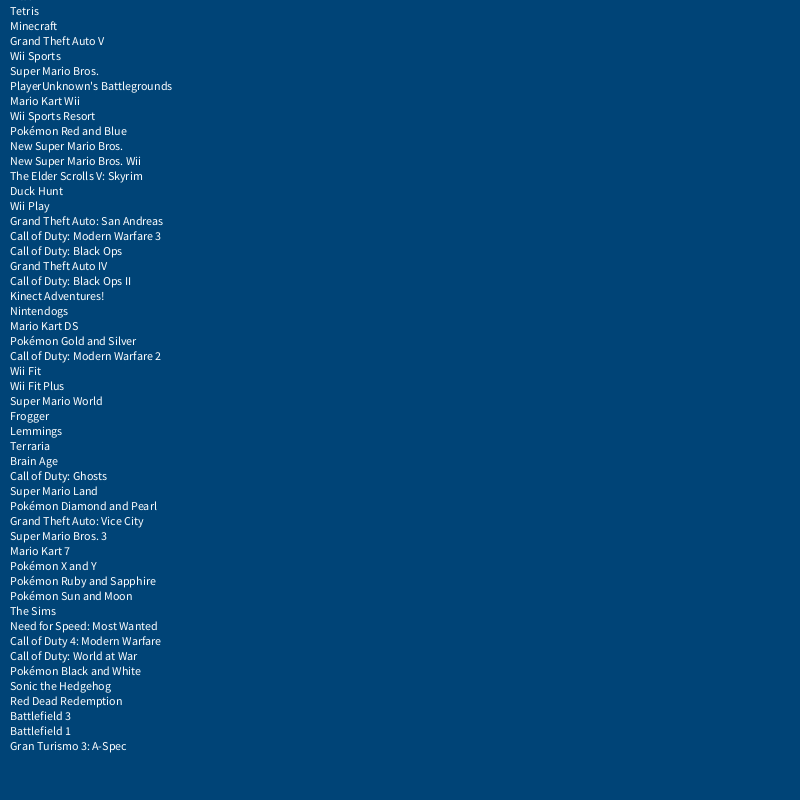 Tetris
Minecraft
Grand Theft Auto V
Wii Sports
Super Mario Bros.
PlayerUnknown's Battlegrounds
Mario Kart Wii
Wii Sports Resort
Pokémon Red and Blue
New Super Mario Bros.
New Super Mario Bros. Wii
The Elder Scrolls V: Skyrim
Duck Hunt
Wii Play
Grand Theft Auto: San Andreas
Call of Duty: Modern Warfare 3
Call of Duty: Black Ops
Grand Theft Auto IV
Call of Duty: Black Ops II
Kinect Adventures!
Nintendogs
Mario Kart DS
Pokémon Gold and Silver
Call of Duty: Modern Warfare 2
Wii Fit
Wii Fit Plus
Super Mario World
Frogger
Lemmings
Terraria
Brain Age
Call of Duty: Ghosts
Super Mario Land
Pokémon Diamond and Pearl
Grand Theft Auto: Vice City
Super Mario Bros. 3
Mario Kart 7
Pokémon X and Y
Pokémon Ruby and Sapphire
Pokémon Sun and Moon
The Sims
Need for Speed: Most Wanted
Call of Duty 4: Modern Warfare
Call of Duty: World at War
Pokémon Black and White
Sonic the Hedgehog
Red Dead Redemption
Battlefield 3
Battlefield 1
Gran Turismo 3: A-Spec